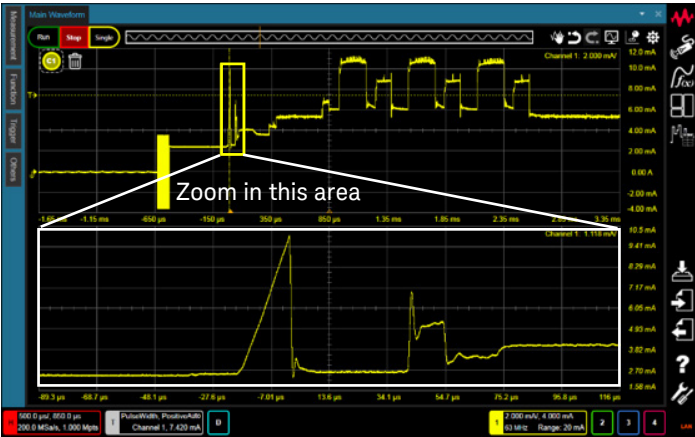 Main Waveform
Run
Stop
Single
Measurement
Function
Trigger
Others
C1
Channel 1: 2.000 mA/
12.0 mA
10.0 mA
8.00 mA
6.00 mA
4.00 mA
2.00 mA
0.00 A
-2.00 mA
-4.00 mA
T
f(x)
Zoom in this area
-1.65 ms
-1.15 ms
-650 µs
-150 µs
350 µs
850 µs
1.35 ms
1.85 ms
2.35 ms
3.35 ms
Channel 1: 1.118 mA/
10.5 mA
9.41 mA
8.29 mA
7.17 mA
6.05 mA
4.93 mA
3.82 mA
2.70 mA
1.58 mA
-89.3 µs
-68.7 µs
-48.1 µs
-27.6 µs
-7.01 µs
13.6 µs
34.1 µs
54.7 µs
75.2 µs
95.8 µs
116 µs
H
500.0 µs/, 850.0 µs
200.0 MSa/s, 1.000 Mpts
T
PulseWidth, PositiveAuto
Channel 1, 7.420 mA
D
1
2.000 mA/, 4.000 mA
63 MHz Range: 20 mA
2
3
4
?
LAN